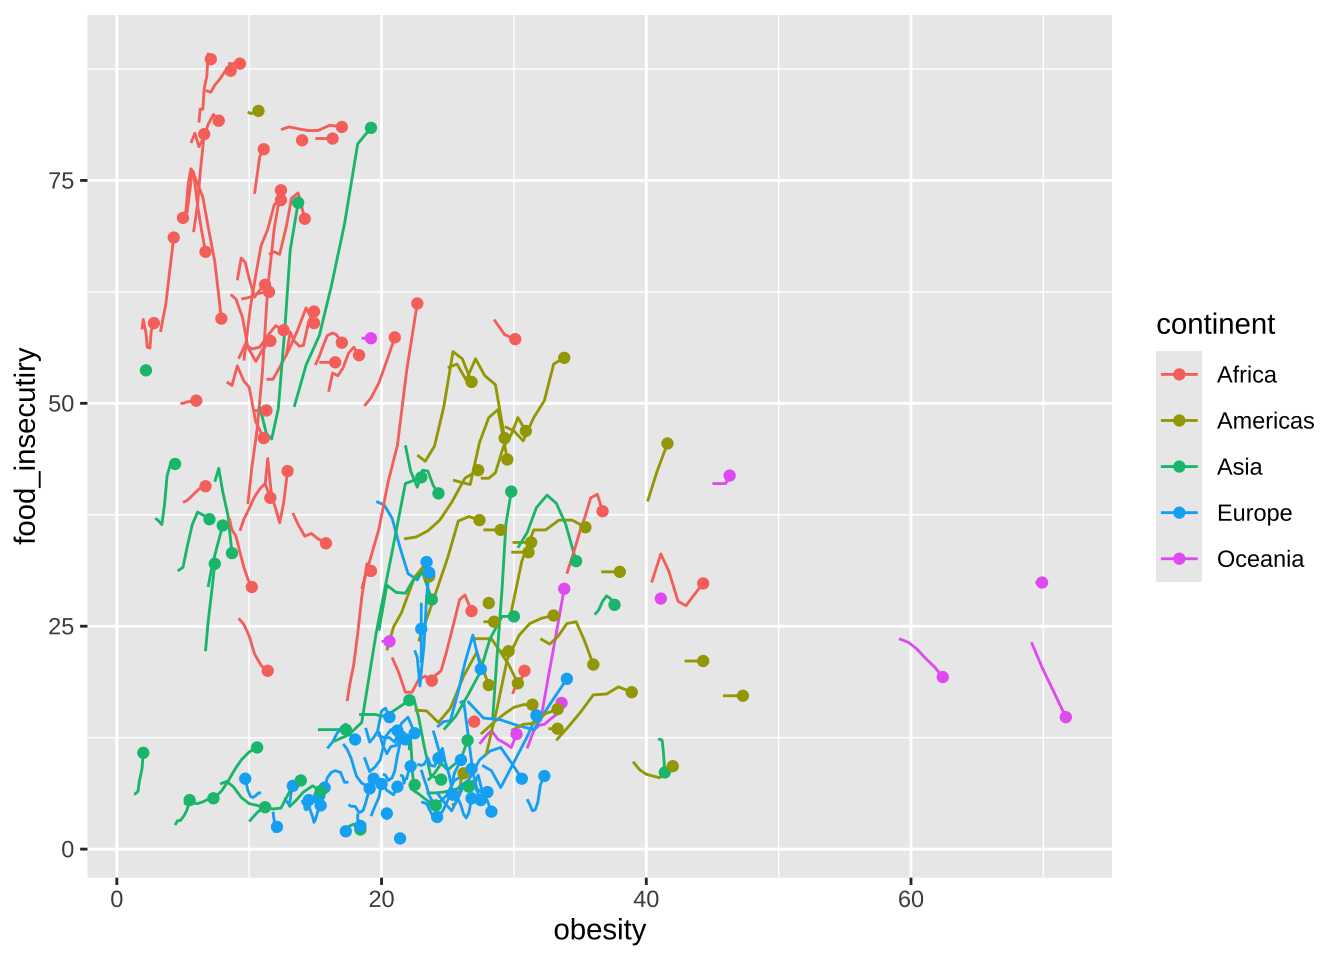 75
50
25
0
food_insecutiry
0
20
40
60
obesity
continent
Africa
Americas
Asia
Europe
Oceania